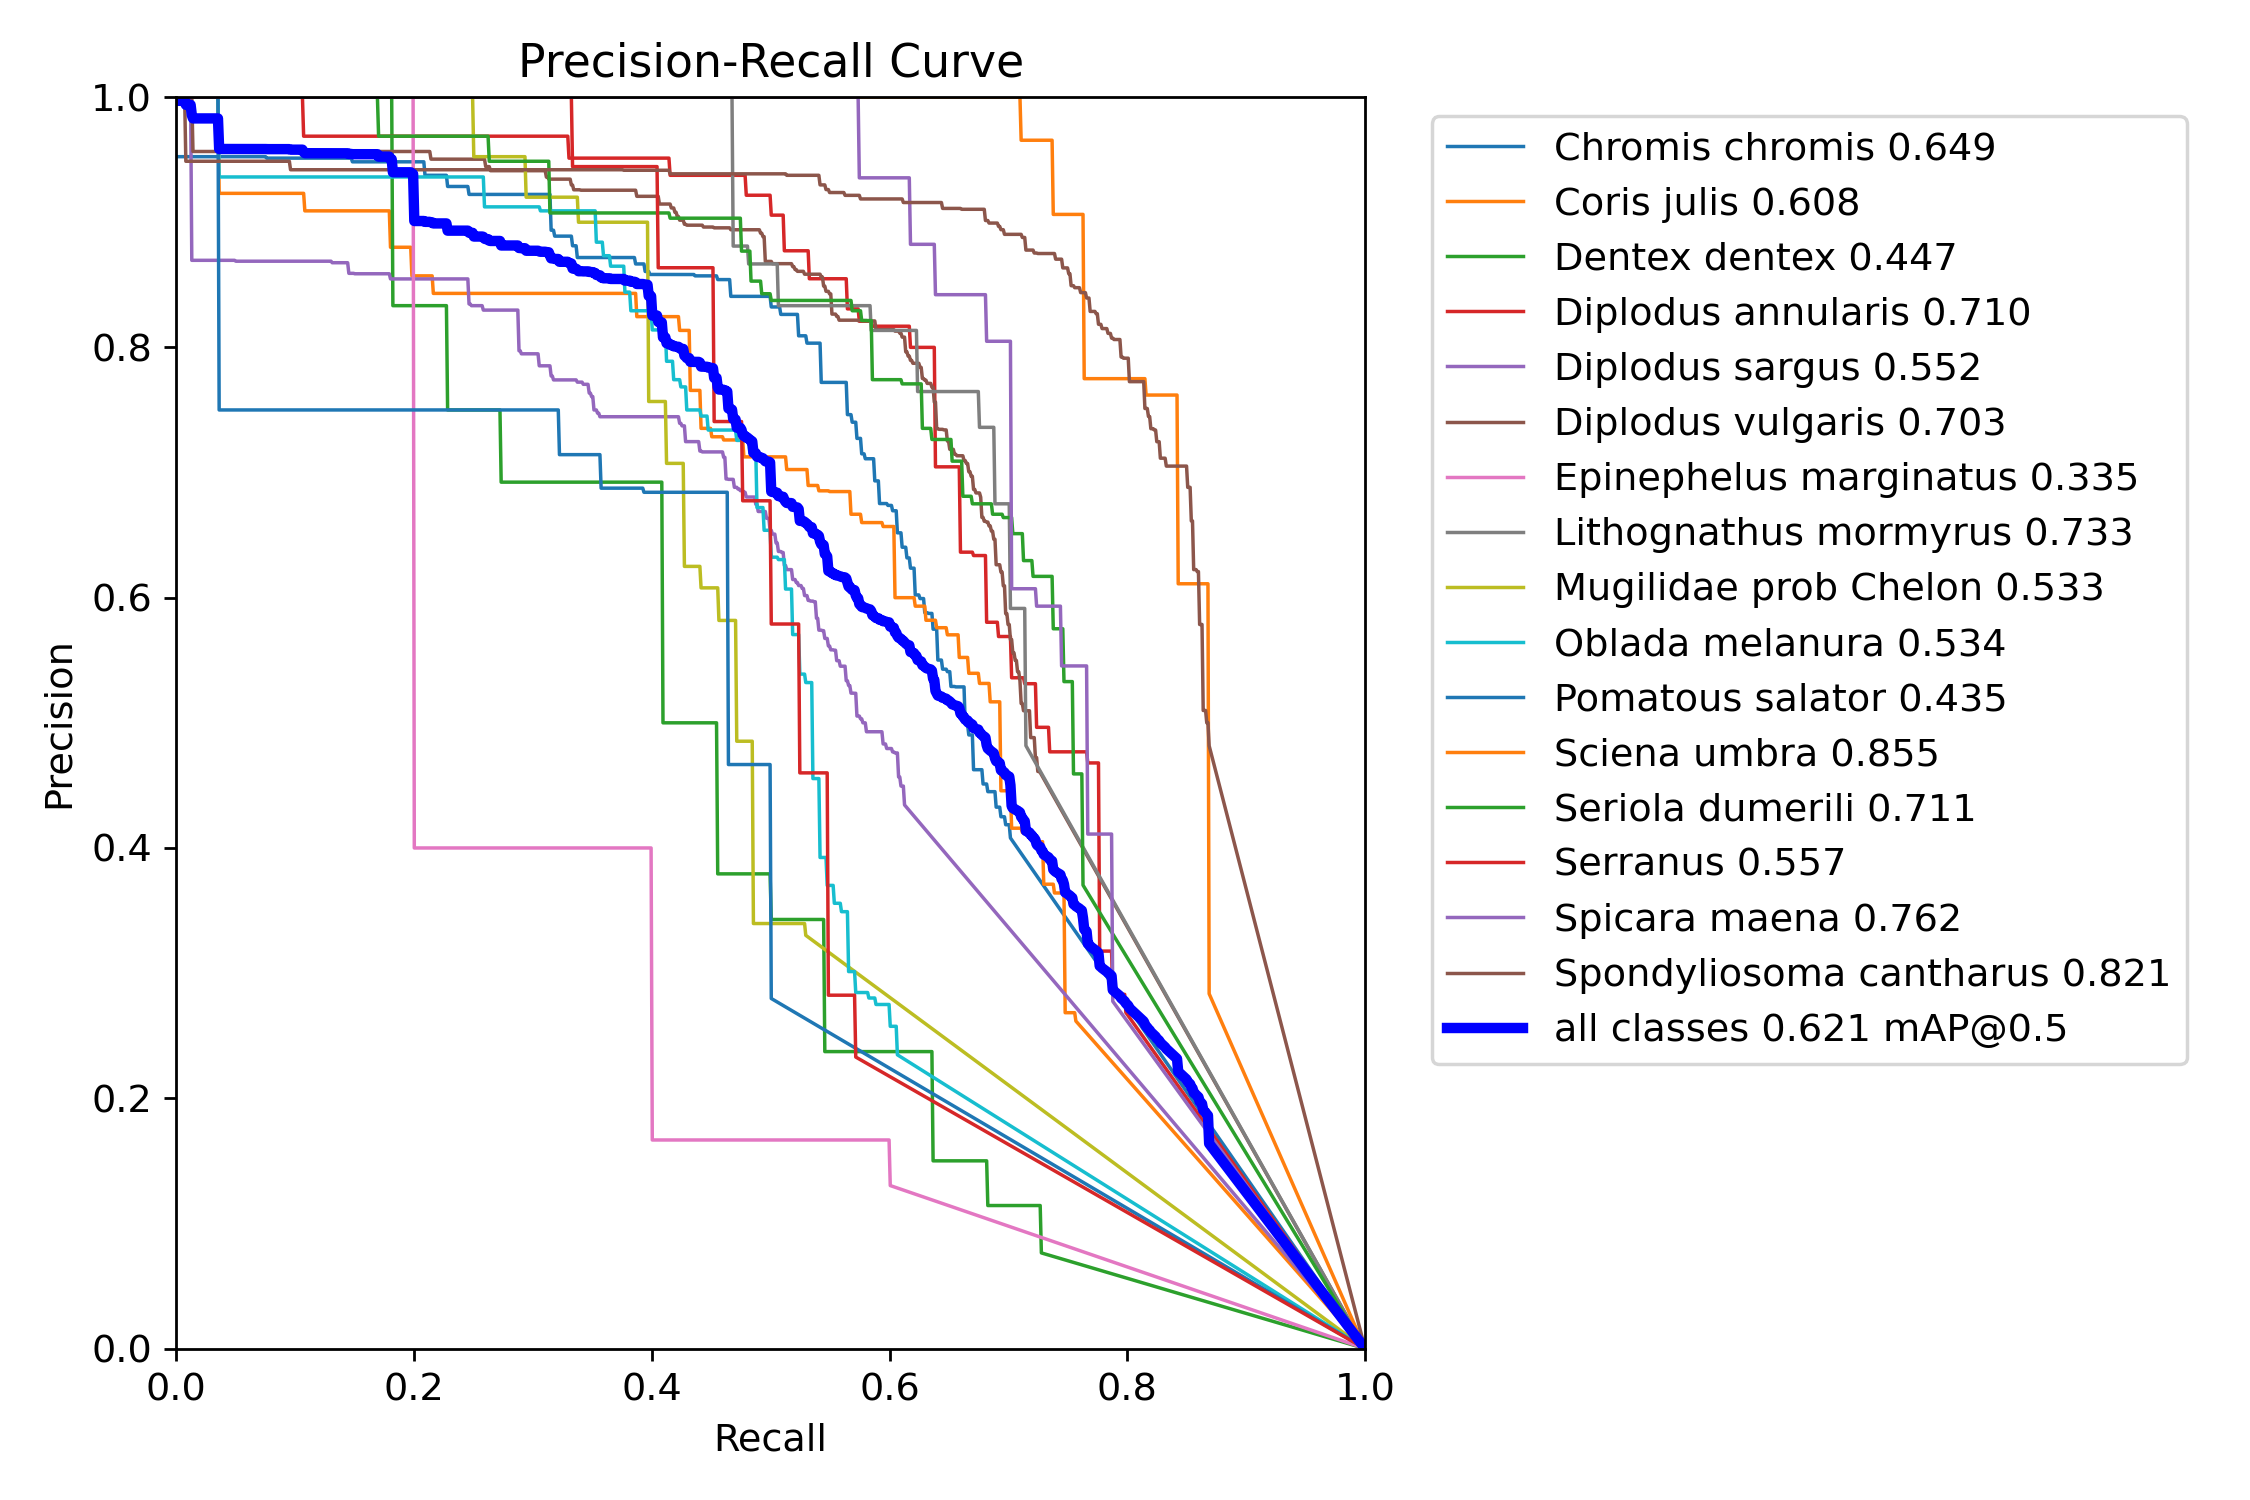 Precision-Recall Curve
1.0
0.8
0.6
0.4
0.2
0.0
Precision
0.0 0.2 0.4 0.6 0.8 1.0
Recall
Chromis chromis 0.649
Coris julis 0.608
Dentex dentex 0.447
Diplodus annularis 0.710
Diplodus sargus 0.552
Diplodus vulgaris 0.703
Epinephelus marginatus 0.335
Lithognathus mormyrus 0.733
Mugilidae prob Chelon 0.533
Oblada melanura 0.534
Pomatous salator 0.435
Sciena umbra 0.855
Seriola dumerili 0.711
Serranus 0.557
Spicara maena 0.762
Spondyliosoma cantharus 0.821
all classes 0.621 mAP@0.5